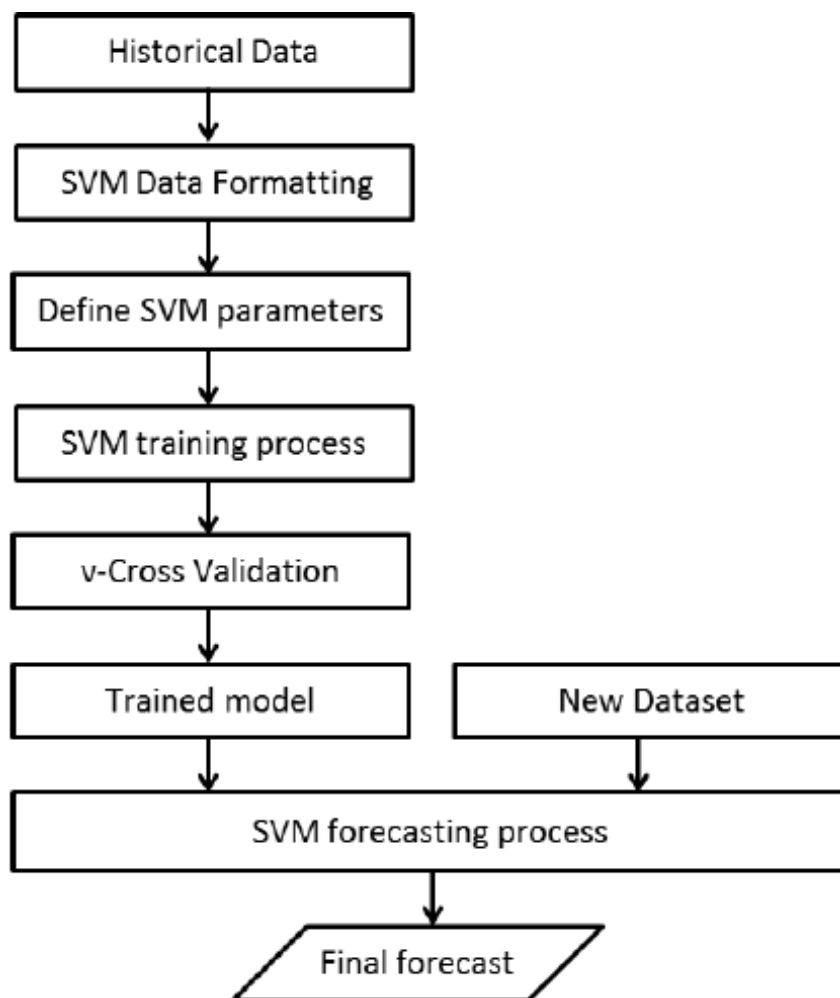 Historical Data
SVM Data Formatting
Define SVM parameters
SVM training process
v-Cross Validation
Trained model
New Dataset
SVM forecasting process
Final forecast